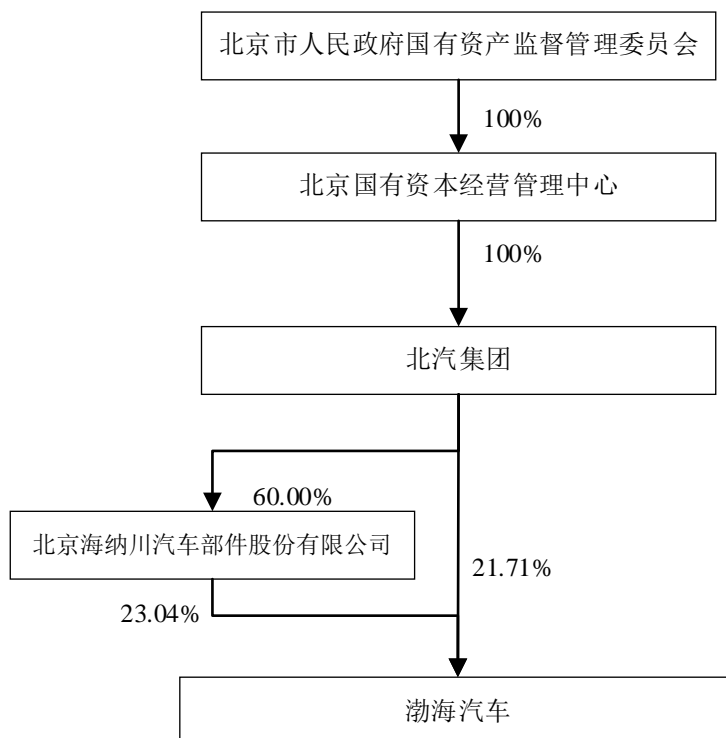 北京市人民政府国有资产监督管理委员会
100%
北京国有资本经营管理中心
100%
北汽集团
60.00%
北京海纳川汽车部件股份有限公司
21.71%
23.04%
渤海汽车